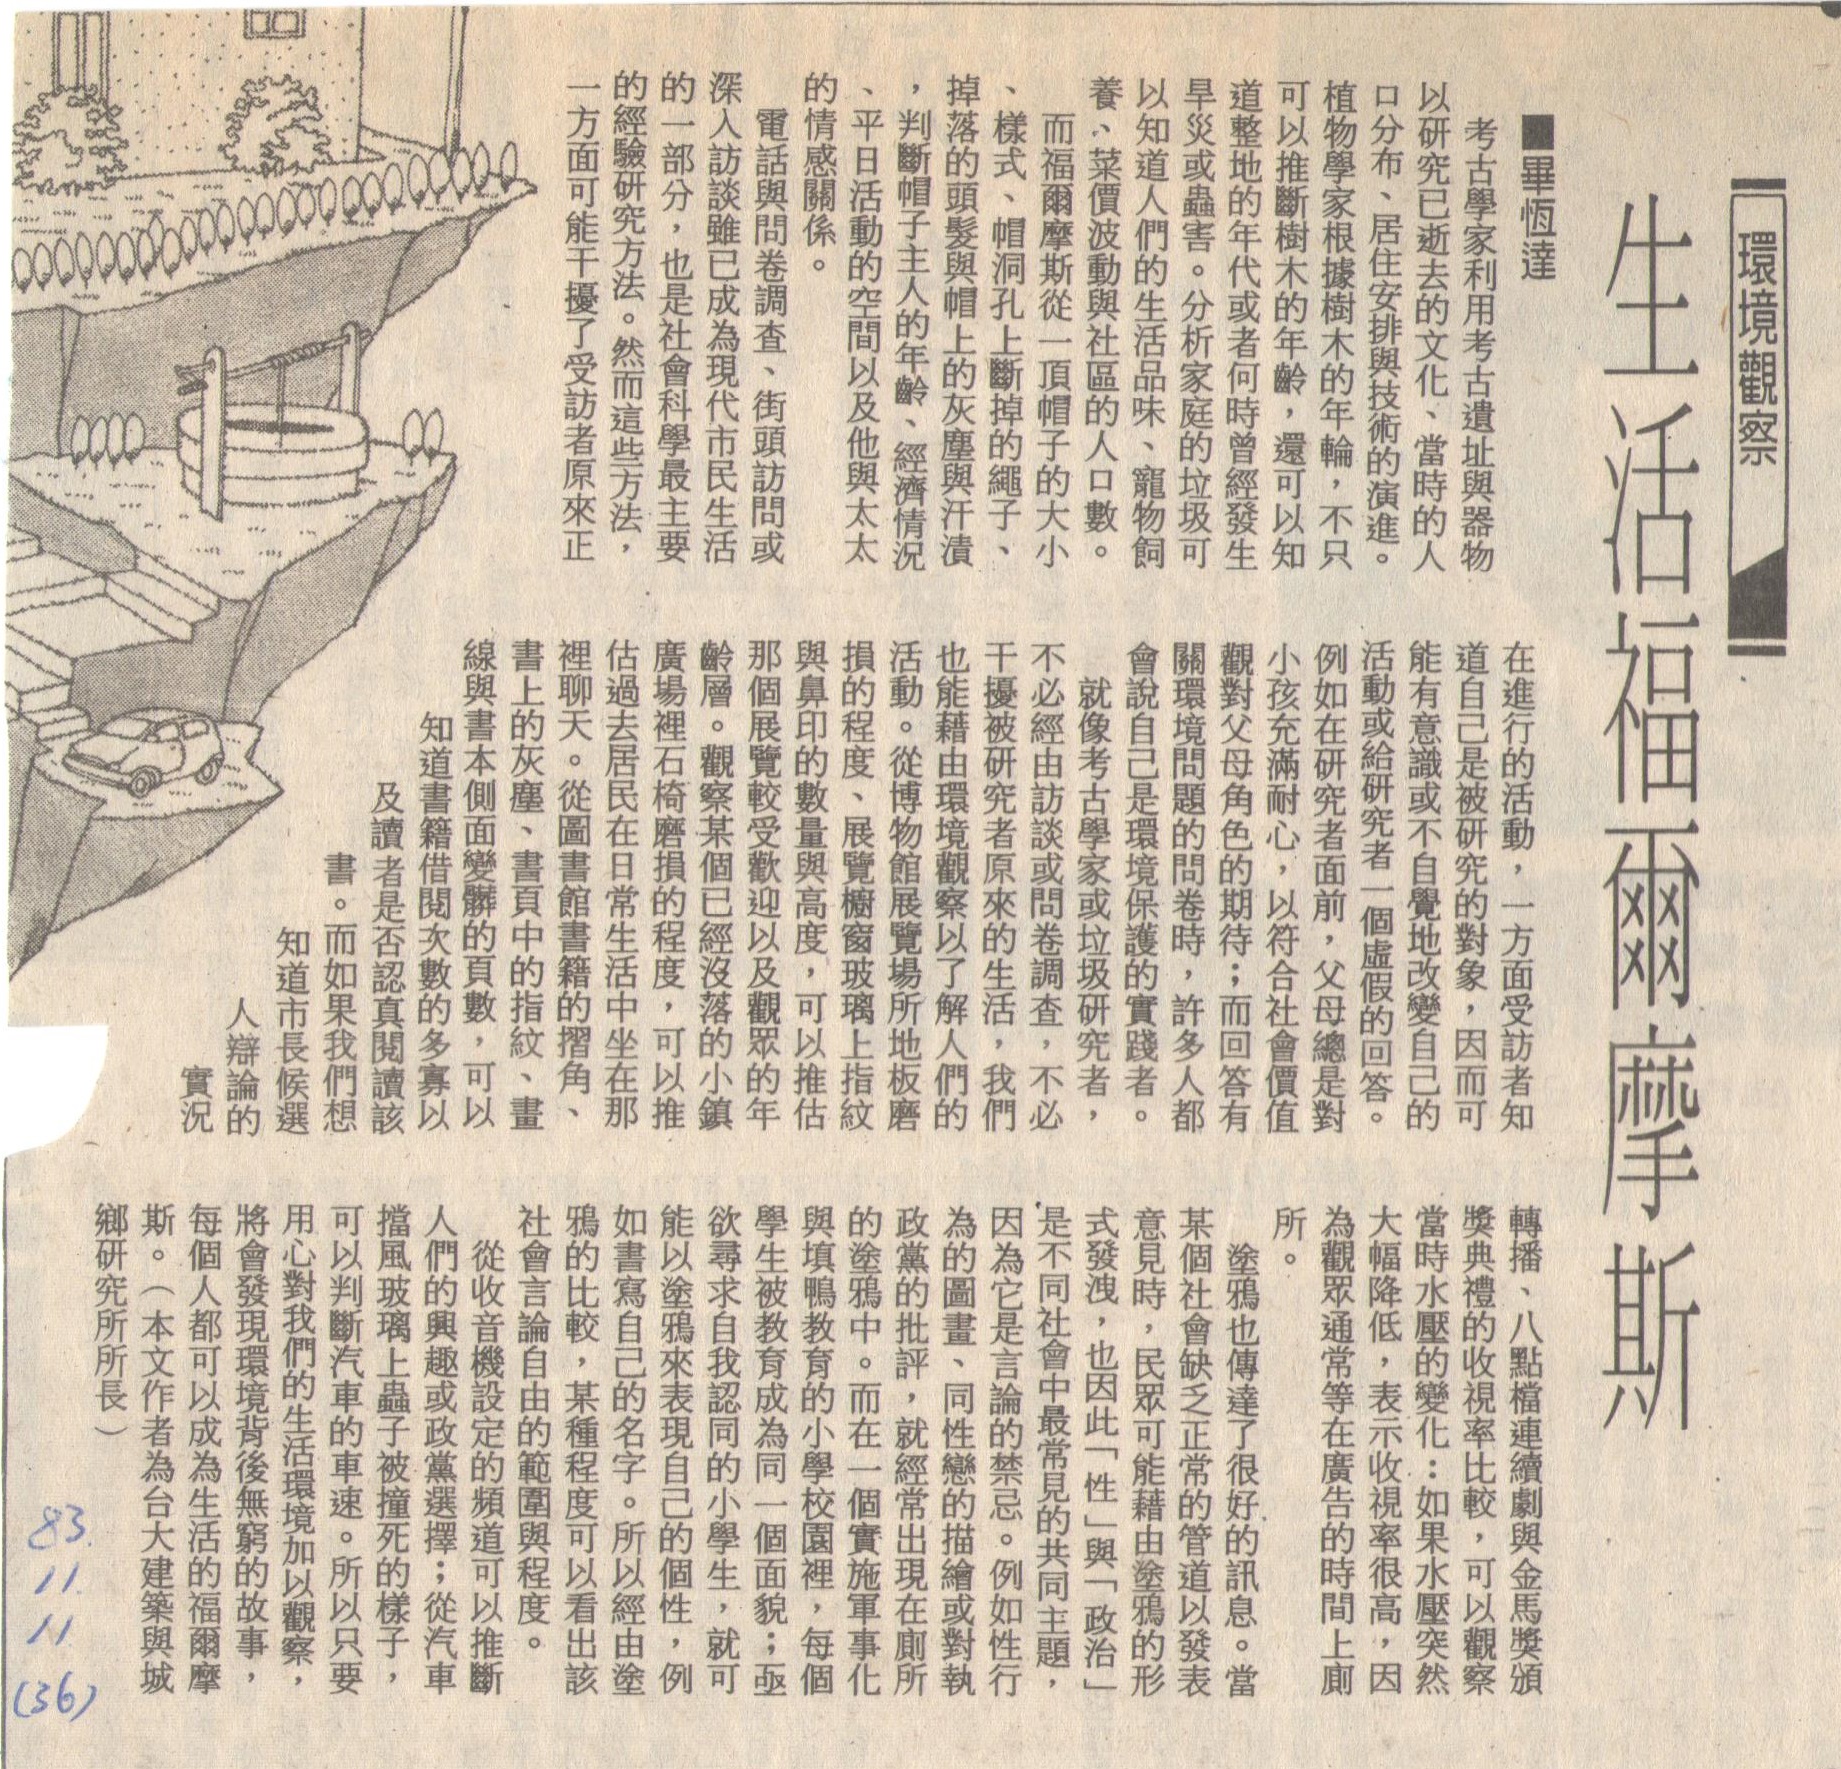 環境觀察
生活福爾摩斯
■畢恆達
考古學家利用考古遺址與器物
以研究已逝去的文化、當時的人
口分布、居住安排與技術的演進。
植物學家根據樹木的年輪，不只
可以推斷樹木的年齡，還可以知
道整地的年代或者何時曾經發生
旱災或蟲害。分析家庭的垃圾可
以知道人們的生活品味、寵物飼
養、菜價波動與社區的人口數。
而福爾摩斯從一頂帽子的大小
、樣式、帽洞孔上斷掉的繩子、
掉落的頭髮與帽上的灰塵與汗漬
，判斷帽子主人的年齡、經濟情況
、平日活動的空間以及他與太太
的情感關係。
電話與問卷調查、街頭訪問或
深入訪談雖已成為現代市民生活
的一部分，也是社會科學最主要
的經驗研究方法。然而這些方法，
一方面可能干擾了受訪者原來正
在進行的活動，一方面受訪者知
道自己是被研究的對象，因而可
能有意識或不自覺地改變自己的
活動或給研究者一個虛假的回答。
例如在研究者面前，父母總是對
小孩充滿耐心，以符合社會價值
觀對父母角色的期待；而回答有
關環境問題的問卷時，許多人都
會說自己是環境保護的實踐者。
就像考古學家或垃圾研究者，
不必經由訪談或問卷調查，不必
干擾被研究者原來的生活，我們
也能藉由環境觀察以了解人們的
活動。從博物館展覽場所地板磨
損的程度、展覽櫥窗玻璃上指紋
與鼻印的數量與高度，可以推估
那個展覽較受歡迎以及觀眾的年
齡層。觀察某個已經沒落的小鎮
廣場裡石椅磨損的程度，可以推
估過去居民在日常生活中坐在那
裡聊天。從圖書館書籍的摺角、
書上的灰塵、書頁中的指紋、畫
線與書本側面變髒的頁數，可以
知道書籍借閱次數的多寡以
及讀者是否認真閱讀該
書。而如果我們想
知道市長候選
人辯論的
實況
轉播、八點檔連續劇與金馬獎頒
獎典禮的收視率比較，可以觀察
當時水壓的變化：如果水壓突然
大幅降低，表示收視率很高，因
為觀眾通常等在廣告的時間上廁
所。
塗鴉也傳達了很好的訊息。當
某個社會缺乏正常的管道以發表
意見時，民眾可能藉由塗鴉的形
式發洩，也因此「性」與「政治」
是不同社會中最常見的共同主題，
因為它是言論的禁忌。例如性行
為的圖畫、同性戀的描繪或對執
政黨的批評，就經常出現在廁所
的塗鴉中。而在一個實施軍事化
與填鴨教育的小學校園裡，每個
學生被教育成為同一個面貌；亟
欲尋求自我認同的小學生，就可
能以塗鴉來表現自己的個性，例
如書寫自己的名字。所以經由塗
鴉的比較，某種程度可以看出該
社會言論自由的範圍與程度。
從收音機設定的頻道可以推斷
人們的興趣或政黨選擇；從汽車
擋風玻璃上蟲子被撞死的樣子，
可以判斷汽車的車速。所以只要
用心對我們的生活環境加以觀察，
將會發現環境背後無窮的故事，
每個人都可以成為生活的福爾摩
斯。（本文作者為台大建築與城
鄉研究所所長）
83.
11.
11.
(36)